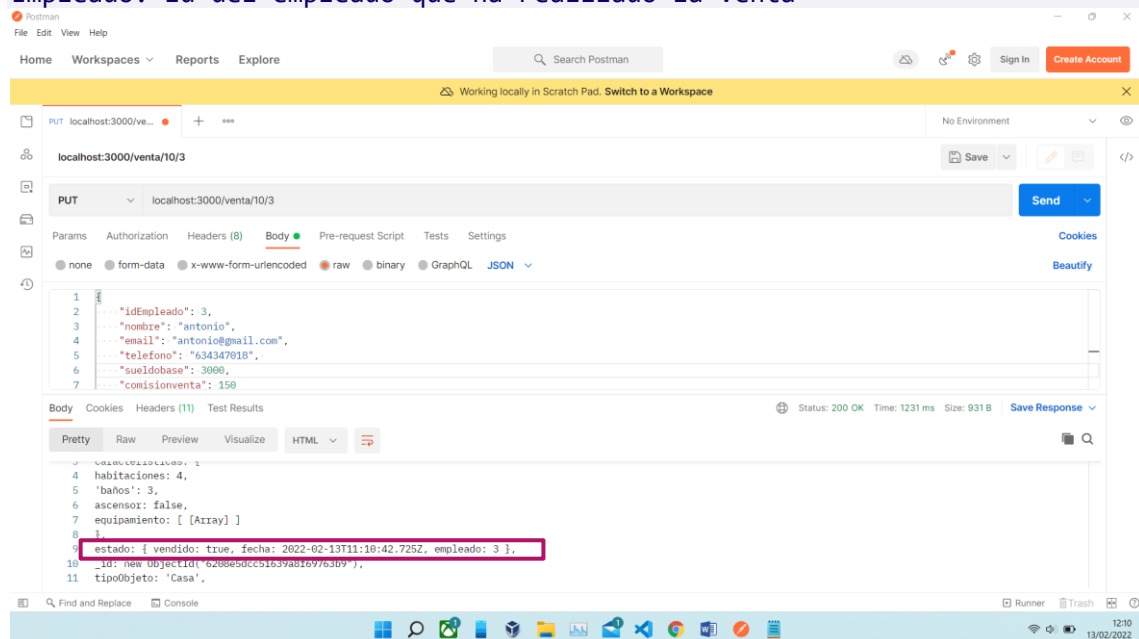 Empleado: id del empleado que ha realizado la venta
Postman
File Edit View Help
Home Workspaces Reports Explore Search Postman Sign In Create Account
Working locally in Scratch Pad. Switch to a Workspace
PUT localhost:3000/ve... + ooo No Environment
localhost:3000/venta/10/3 Save
PUT localhost:3000/venta/10/3 Send
Params Authorization Headers (8) Body Pre-request Script Tests Settings Cookies
none form-data x-www-form-urlencoded raw binary GraphQL JSON Beautify
1 {
2 "idEmpleado": 3,
3 "nombre": "antonio",
4 "email": "antonio@gmail.com",
5 "telefono": "634347018",
6 "sueldobase": 3000,
7 "comisionventa": 150
Body Cookies Headers (11) Test Results Status: 200 OK Time: 1231 ms Size: 931 B Save Response
Pretty Raw Preview Visualize HTML
3 caracteristicas: {
4 habitaciones: 4,
5 'baños': 3,
6 ascensor: false,
7 equipamiento: [ [Array] ]
8 },
9 estado: { vendido: true, fecha: 2022-02-13T11:10:42.725Z, empleado: 3 },
10 _id: new ObjectId("6208e5dcc51639a8f69763b9"),
11 tipoObjeto: 'Casa',
Find and Replace Console Runner Trash
12:10
13/02/2022